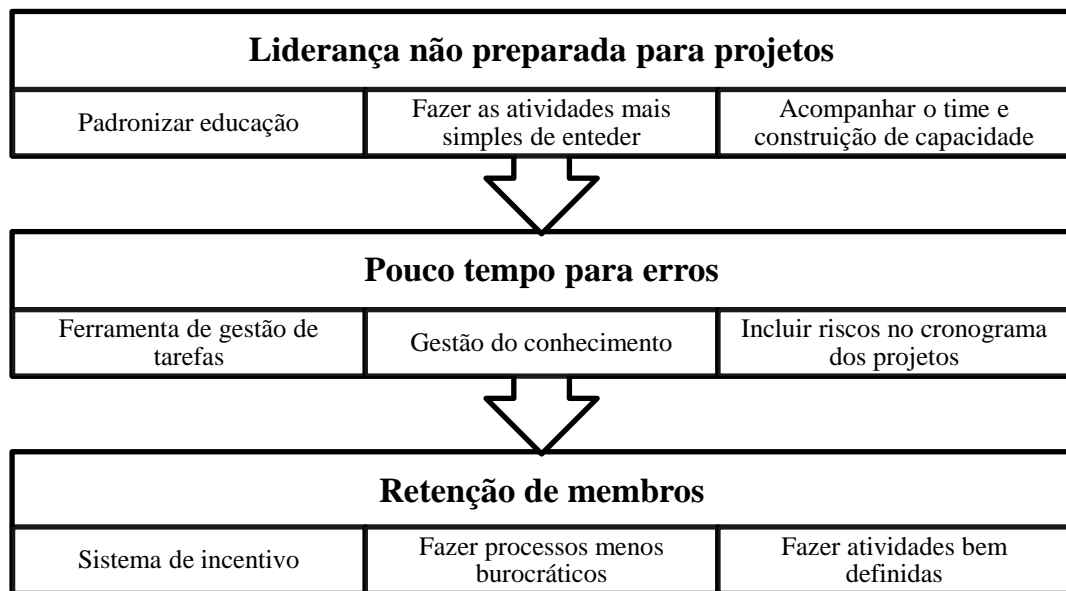 Liderança não preparada para projetos
Padronizar educação
Fazer as atividades mais
simples de enteder
Acompanhar o time e
construição de capacidade
Pouco tempo para erros
Ferramenta de gestão de
tarefas
Gestão do conhecimento
Incluir riscos no cronograma
dos projetos
Retenção de membros
Sistema de incentivo
Fazer processos menos
burocráticos
Fazer atividades bem
definidas